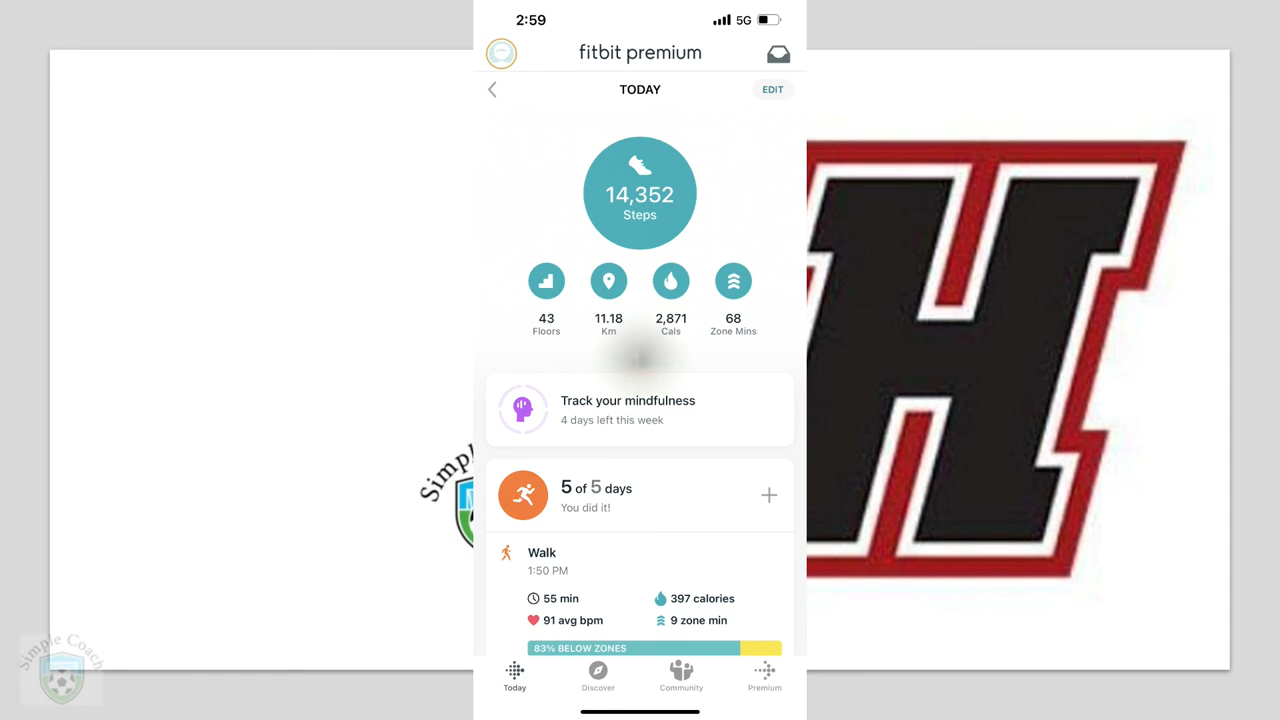 2:59
5G
fitbit premium
TODAY
EDIT
14,352
Steps
43
Floors
11.18
Km
2,871
Cals
68
Zone Mins
Track your mindfulness
4 days left this week
5 of 5 days
You did it!
Walk
1:50 PM
55 min
397 calories
91 avg bpm
9 zone min
83% BELOW ZONES
Today
Discover
Community
Premium
H
Simple Coach